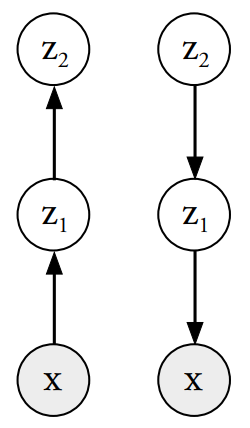 z₂ z₂
z₁ z₁
x x